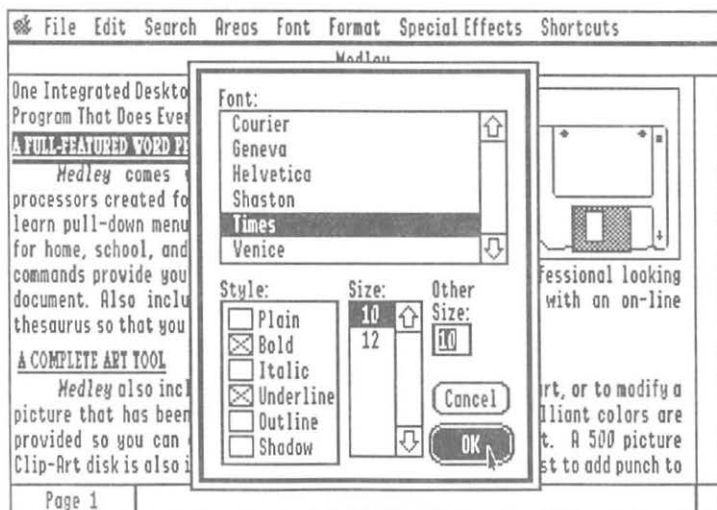 File Edit Search Areas Font Format Special Effects Shortcuts
Medley
One Integrated Deskto
Program That Does Ever
A FULL-FEATURED WORD PR
Medley comes
processors created fo
learn pull-down menu
for home, school, and
commands provide you
document. Also inclu
thesaurus so that you
A COMPLETE ART TOOL
Medley also incl
picture that has been
provided so you can
Clip-Art disk is also i
Page 1
Font:
Courier
Geneva
Helvetica
Shaston
Times
Venice
Style:
Plain
Bold
Italic
Underline
Outline
Shadow
Size:
10
12
Other
Size:
10
Cancel
OK
fessional looking
with an on-line
art, or to modify a
lliant colors are
t. A 500 picture
st to add punch to